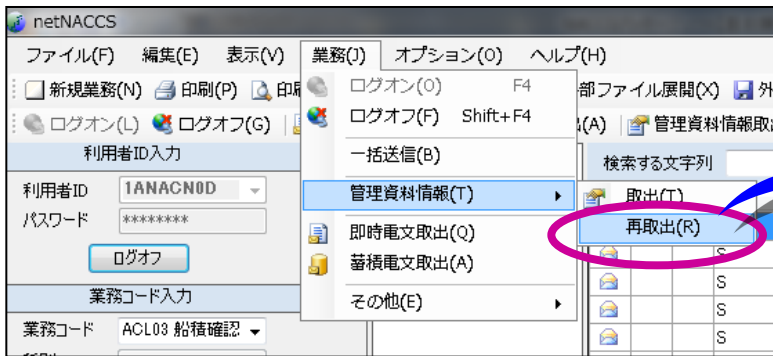 netNACCS
ファイル(F) 編集(E) 表示(V) 業務(J) オプション(O) ヘルプ(H)
新規業務(N) 印刷(P) 部ファイル展開(X)
ログオン(O) F4
ログオン(L) ログオフ(G) (A) 管理資料情報取
ログオフ(F) Shift+F4
利用者ID入力
一括送信(B)
検索する文字列
利用者ID 1ANACN0D
管理資料情報(T)
取出(T)
パスワード ********
再取出(R)
即時電文取出(Q)
ログオフ
S
蓄積電文取出(A)
S
業務コード入力
その他(E)
S
業務コード ACL03 船積確認
S